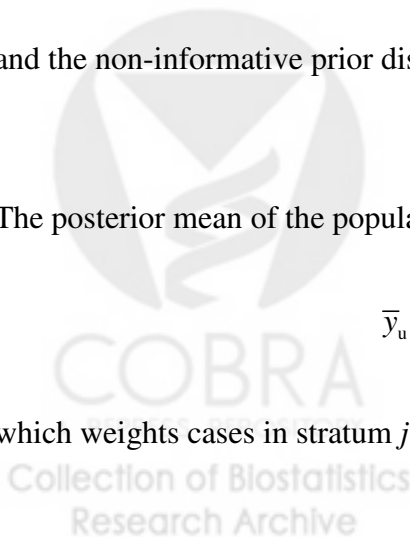 and the non-informative prior dis
The posterior mean of the popula
y̅u
COBRA
which weights cases in stratum j
Collection of Biostatistics
Research Archive